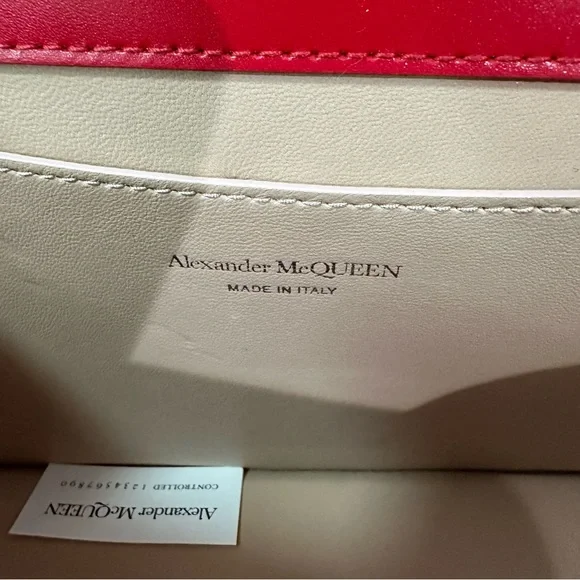 Alexander McQUEEN
MADE IN ITALY
Alexander McQUEEN
CONTROLLED 1234567890